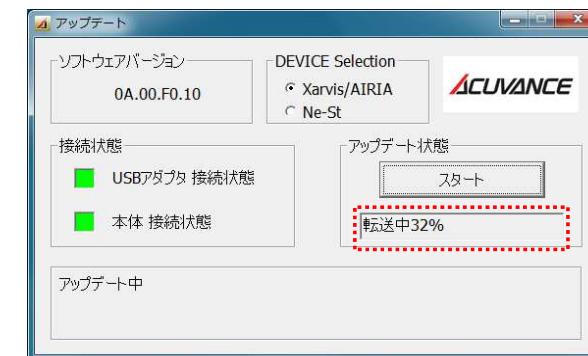 アップデート
ソフトウェアバージョン
0A.00.F0.10
DEVICE Selection
Xarvis/AIRIA
Ne-St
ACUVANCE
接続状態
USBアダプタ 接続状態
本体 接続状態
アップデート状態
スタート
転送中32%
アップデート中